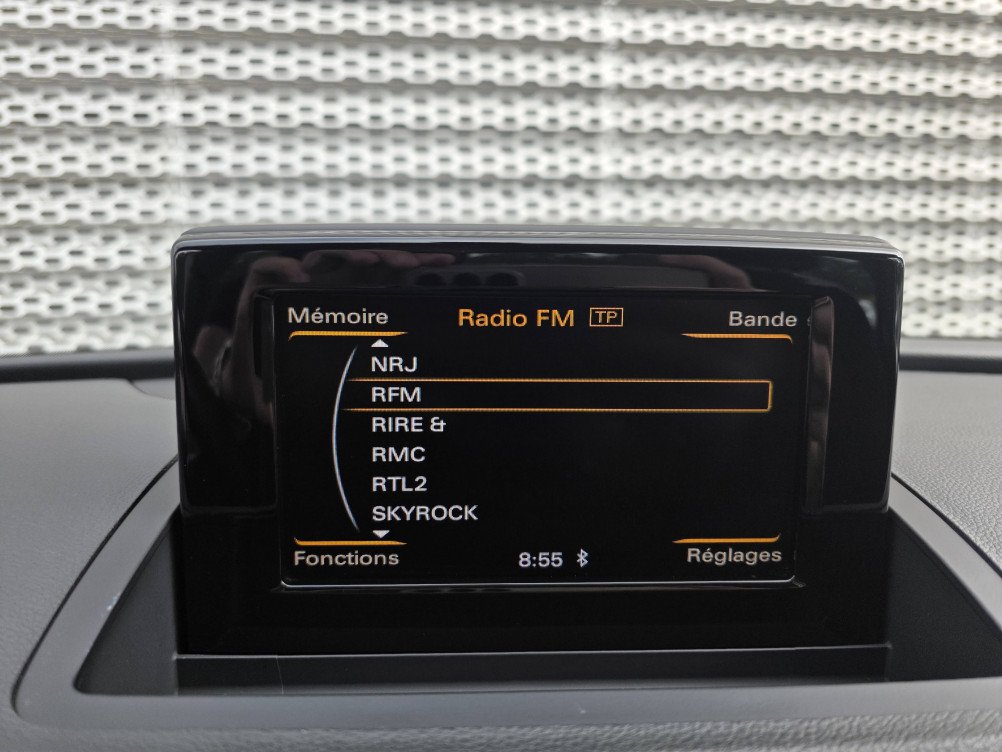 Mémoire Radio FM TP Bande
NRJ
RFM
RIRE &
RMC
RTL2
SKYROCK
Fonctions 8:55 Réglages